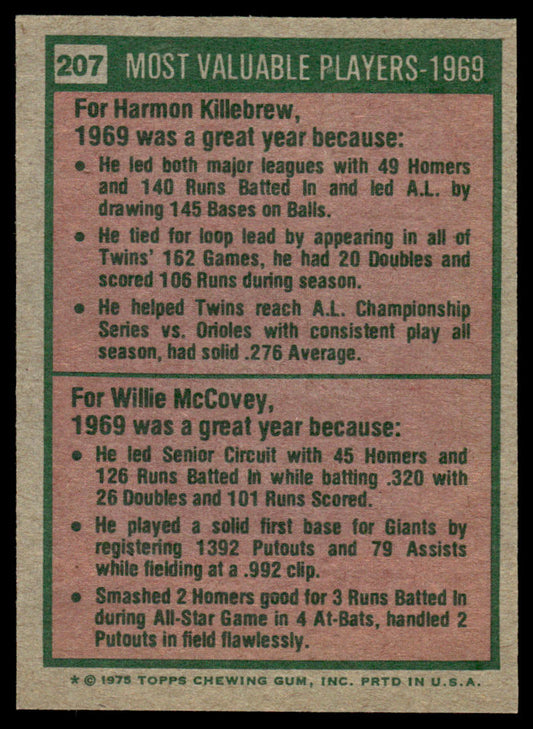 207 MOST VALUABLE PLAYERS-1969
For Harmon Killebrew,
1969 was a great year because:
• He led both major leagues with 49 Homers
and 140 Runs Batted In and led A.L. by
drawing 145 Bases on Balls.
• He tied for loop lead by appearing in all of
Twins' 162 Games, he had 20 Doubles and
scored 106 Runs during season.
• He helped Twins reach A.L. Championship
Series vs. Orioles with consistent play all
season, had solid .276 Average.
For Willie McCovey,
1969 was a great year because:
• He led Senior Circuit with 45 Homers and
126 Runs Batted In while batting .320 with
26 Doubles and 101 Runs Scored.
• He played a solid first base for Giants by
registering 1392 Putouts and 79 Assists
while fielding at a .992 clip.
• Smashed 2 Homers good for 3 Runs Batted In
during All-Star Game in 4 At-Bats, handled 2
Putouts in field flawlessly.
* © 1975 TOPPS CHEWING GUM, INC. PRTD IN U.S.A.